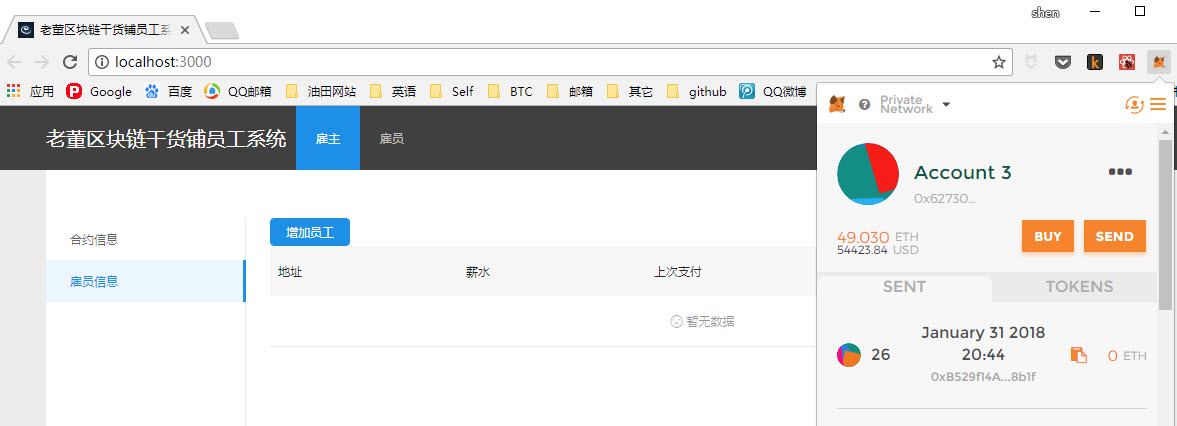 shen
老董区块链干货铺员工系
localhost:3000
应用 Google 百度 QQ邮箱 油田网站 英语 Self BTC 邮箱 其它 github QQ微博
老董区块链干货铺员工系统 雇主 雇员
合约信息
雇员信息
增加员工
地址 薪水 上次支付
暂无数据
Private
Network
Account 3
0x62730...
49.030 ETH
54423.84 USD
BUY SEND
SENT TOKENS
26
January 31 2018
20:44
0xB529f14A...8b1f
0 ETH